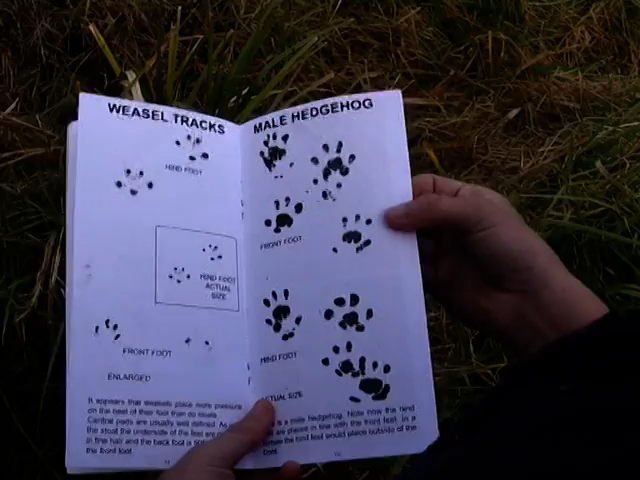 WEASEL TRACKS
HIND FOOT
HIND FOOT
ACTUAL
SIZE
FRONT FOOT
ENLARGED
It appears that weasels place more pressure
on the heel of their foot than do stoats
Central pads are usually well defined. As
the stoat the underside of the feet are
in fine hair and the back foot is
the front foot.
MALE HEDGEHOG
FRONT FOOT
HIND FOOT
ACTUAL SIZE
is a male hedgehog. Note how the hind
are placed in line with the front feet. In a
the hind foot would place outside of the
front.